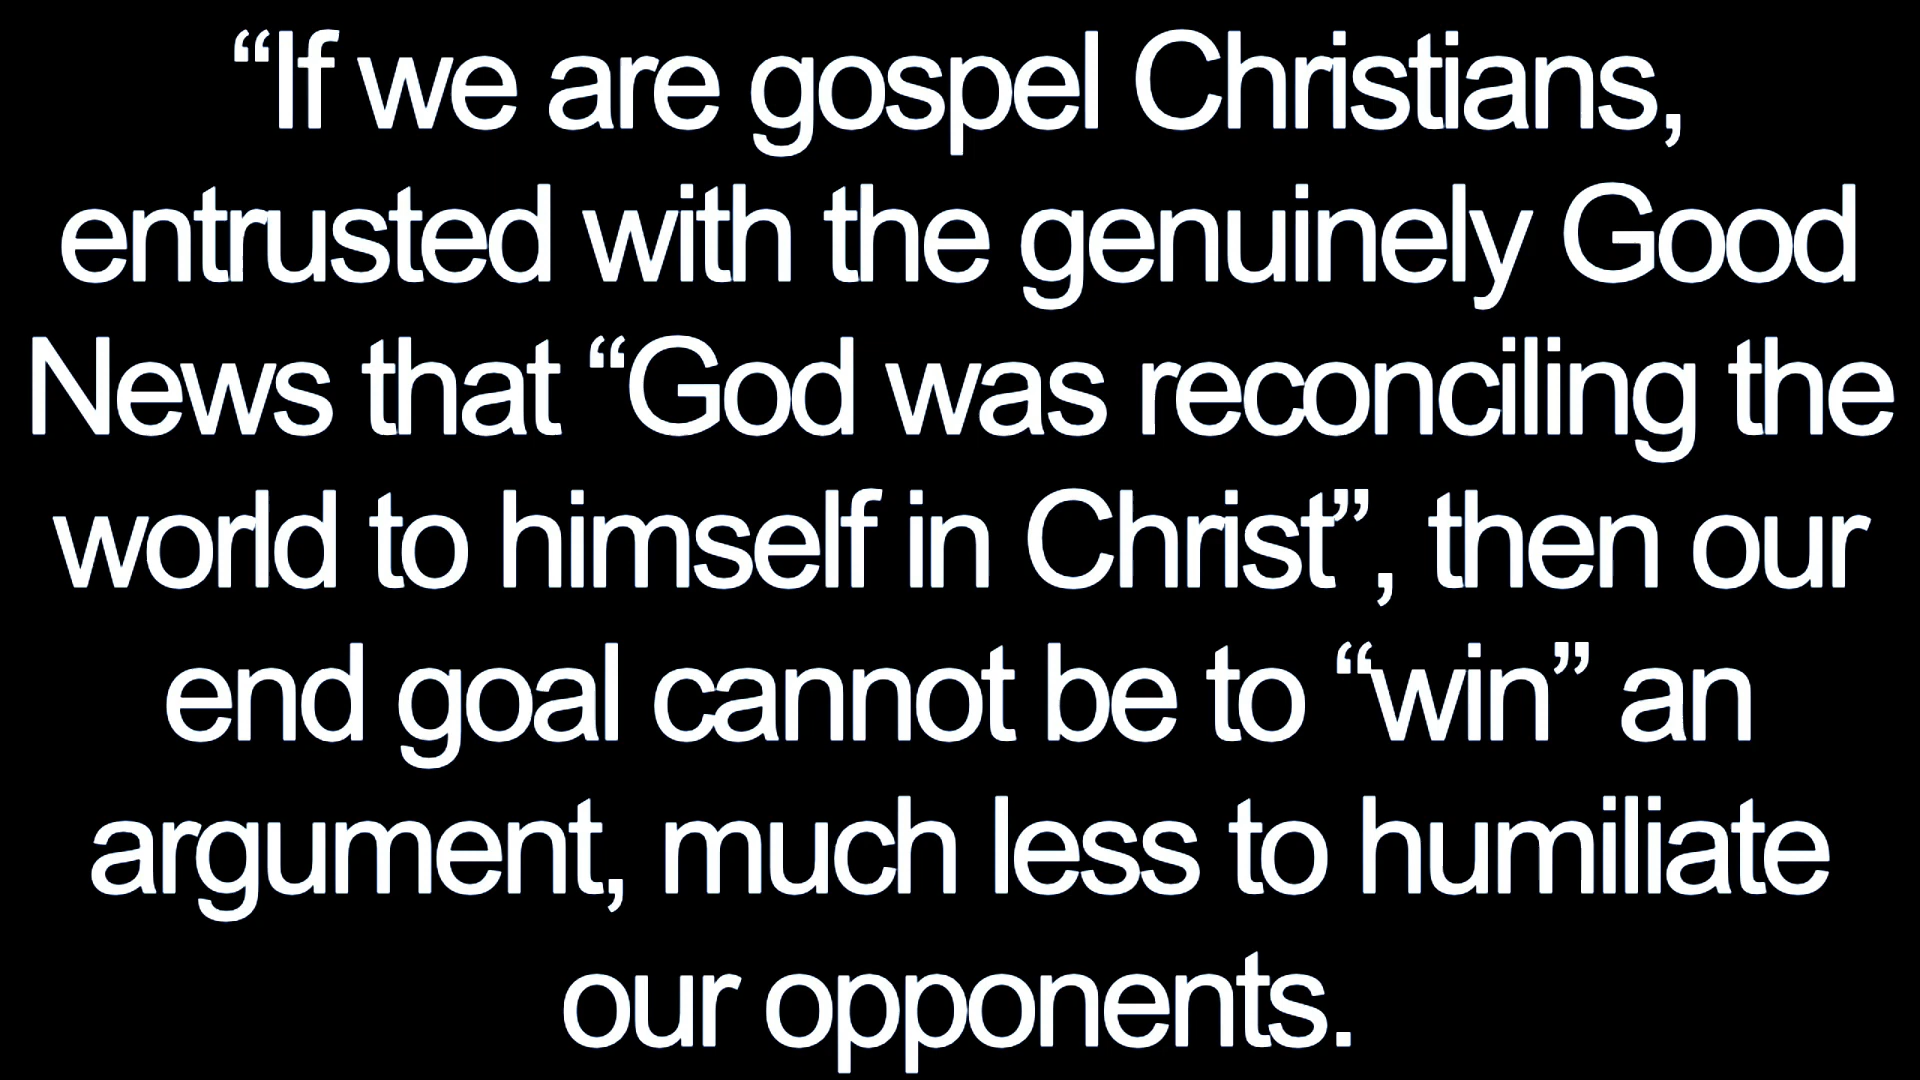 “If we are gospel Christians,
entrusted with the genuinely Good
News that “God was reconciling the
world to himself in Christ”, then our
end goal cannot be to “win” an
argument, much less to humiliate
our opponents.